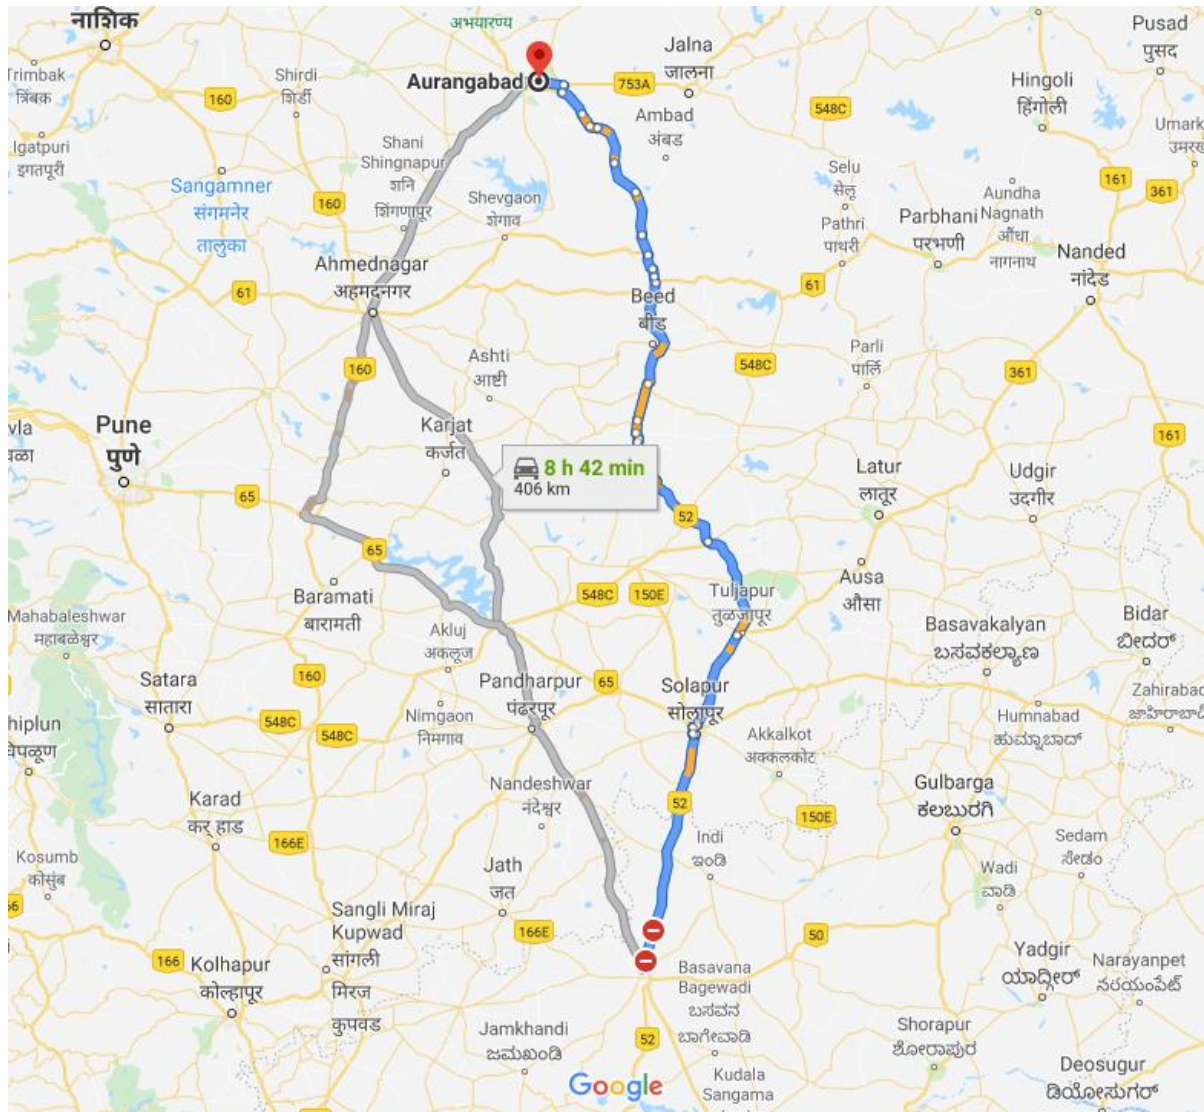 नाशिक
अभयारण्य
Jalna
जालना
Pusad
पुसद
Trimbak
त्रिंबक
Shirdi
शिर्डी
160
Aurangabad
753A
Ambad
अंबड
548C
Hingoli
हिंगोली
Igatpuri
इगतपुरी
Shani
Shingnapur
शनि
शिंगणापूर
Sangamner
संगमनेर
तालुका
160
Shevgaon
शेगाव
Selu
सेलू
Pathri
पाथरी
Parbhani
परभणी
Aundha
Nagnath
औंधा
नागनाथ
161
361
Nanded
नांदेड
Ahmednagar
अहमदनगर
61
Beed
बीड
61
160
Ashti
आष्टी
548C
Parli
पार्लि
361
Pune
पुणे
Karjat
कर्जत
8 h 42 min
406 km
161
Latur
लातूर
Udgir
उदगीर
65
52
65
Baramati
बारामती
548C
150E
Tuljapur
तुळजापूर
Ausa
औसा
Mahabaleshwar
महाबळेश्वर
Akluj
अकलूज
Basavakalyan
ಬಸವಕಲ್ಯಾಣ
Bidar
ಬೀದರ್
Satara
सातारा
160
Pandharpur
पंढरपूर
65
Solapur
सोलापूर
548C
548C
Nimgaon
निमगाव
Akkalkot
अक्कलकोट
Humnabad
ಹುಮ್ನಾಬಾದ್
Zahirabad
Nandeshwar
नंदेश्वर
Karad
कर् हाड
166E
52
150E
Gulbarga
ಕಲಬುರಗಿ
Kosumb
कोसुंब
Jath
जत
Indi
ಇಂಡಿ
Sedam
ಸೇಡಂ
Wadi
ವಾಡಿ
Sangli Miraj
Kupwad
सांगली
मिरज
कुपवड
166E
50
166
Kolhapur
कोल्हापूर
Basavana
Bagewadi
ಬಸವನ
ಬಾಗೇವಾಡಿ
Yadgir
ಯಾದ್ಗೀರ್
Narayanpet
Jamkhandi
ಜಮಖಂಡಿ
52
Shorapur
ಶೋರಾಪುರ
Google
Kudala
Sangama
Deosugur
ಡಿಯೋಸುಗರ್